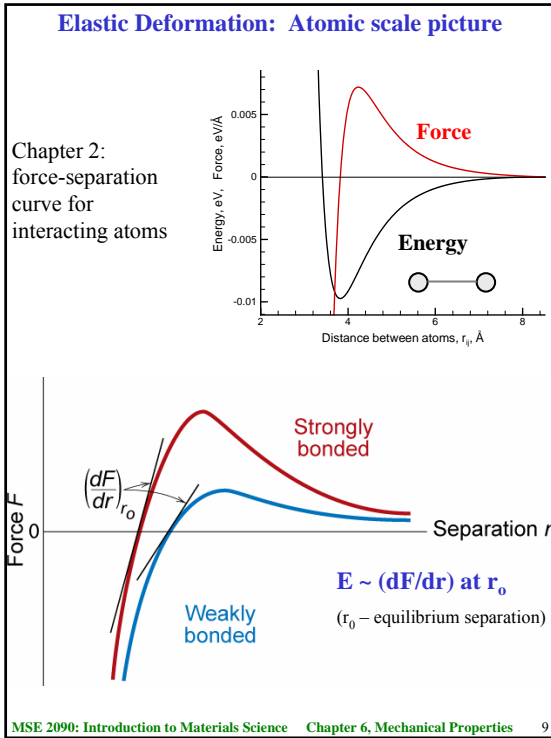 Elastic Deformation: Atomic scale picture
Chapter 2:
force-separation
curve for
interacting atoms
Energy, eV, Force, eV/Å
0.005
0
-0.005
-0.01
Force
Energy
2
4
6
8
Distance between atoms, rᵢⱼ, Å
Strongly
bonded
(dF/dr)r₀
Force F
0
Separation r
Weakly
bonded
E ~ (dF/dr) at rₒ
(r₀ – equilibrium separation)
MSE 2090: Introduction to Materials Science Chapter 6, Mechanical Properties 9